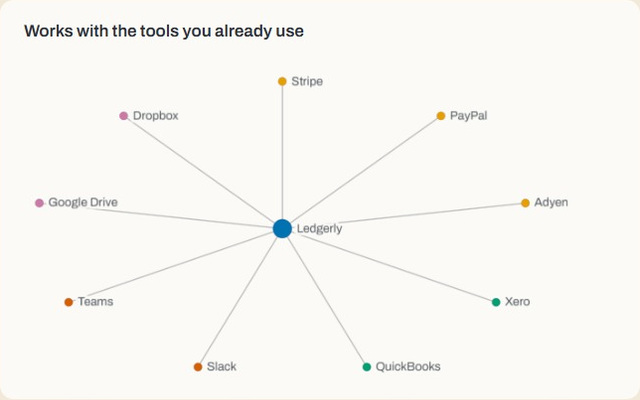 Works with the tools you already use
Stripe
Dropbox
PayPal
Google Drive
Adyen
Ledgerly
Teams
Xero
Slack
QuickBooks